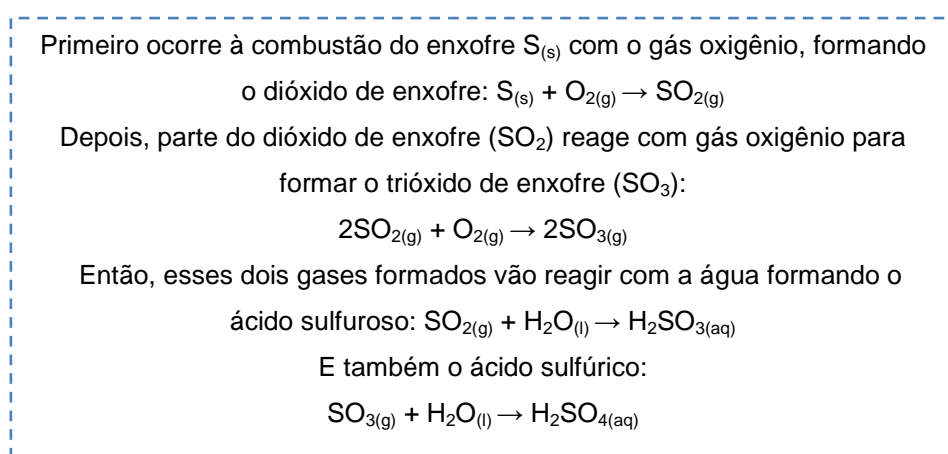 Primeiro ocorre à combustão do enxofre S(s) com o gás oxigênio, formando
o dióxido de enxofre: S(s) + O2(g) → SO2(g)
Depois, parte do dióxido de enxofre (SO2) reage com gás oxigênio para
formar o trióxido de enxofre (SO3):
2SO2(g) + O2(g) → 2SO3(g)
Então, esses dois gases formados vão reagir com a água formando o
ácido sulfuroso: SO2(g) + H2O(l) → H2SO3(aq)
E também o ácido sulfúrico:
SO3(g) + H2O(l) → H2SO4(aq)